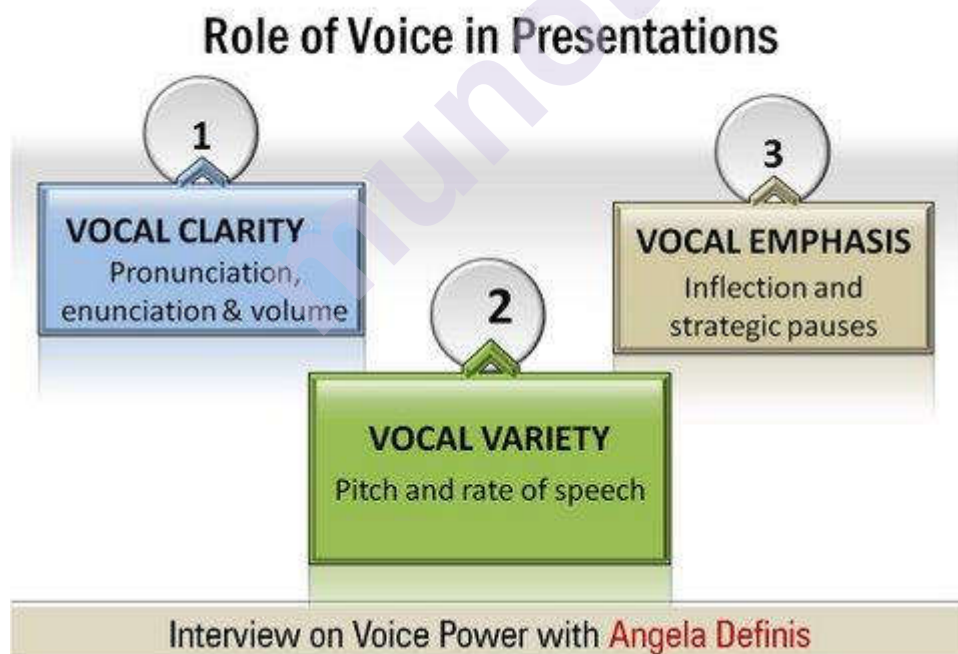 Role of Voice in Presentations
1
VOCAL CLARITY
Pronunciation,
enunciation & volume
2
VOCAL VARIETY
Pitch and rate of speech
3
VOCAL EMPHASIS
Inflection and
strategic pauses
Interview on Voice Power with Angela Definis